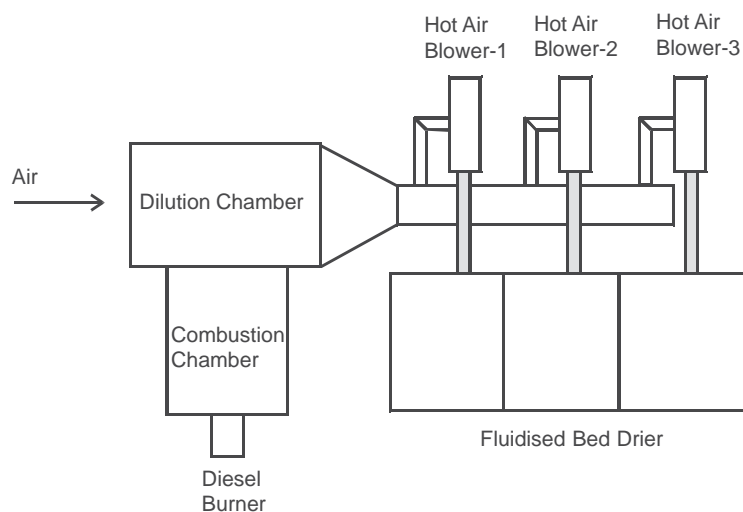 Hot Air
Blower-1
Hot Air
Blower-2
Hot Air
Blower-3
Air
Dilution Chamber
Combustion
Chamber
Fluidised Bed Drier
Diesel
Burner